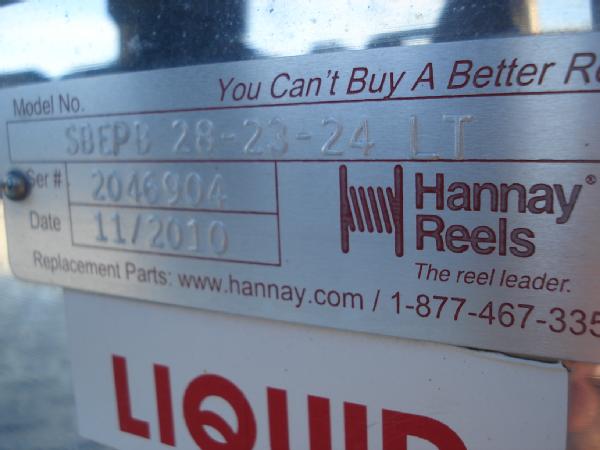 You Can't Buy A Better Re
Model No.
SBEPB 28-23-24 LT
Ser # 2046904
Date 11/2010
Hannay®
Reels
The reel leader.
Replacement Parts: www.hannay.com / 1-877-467-335
LIQUID